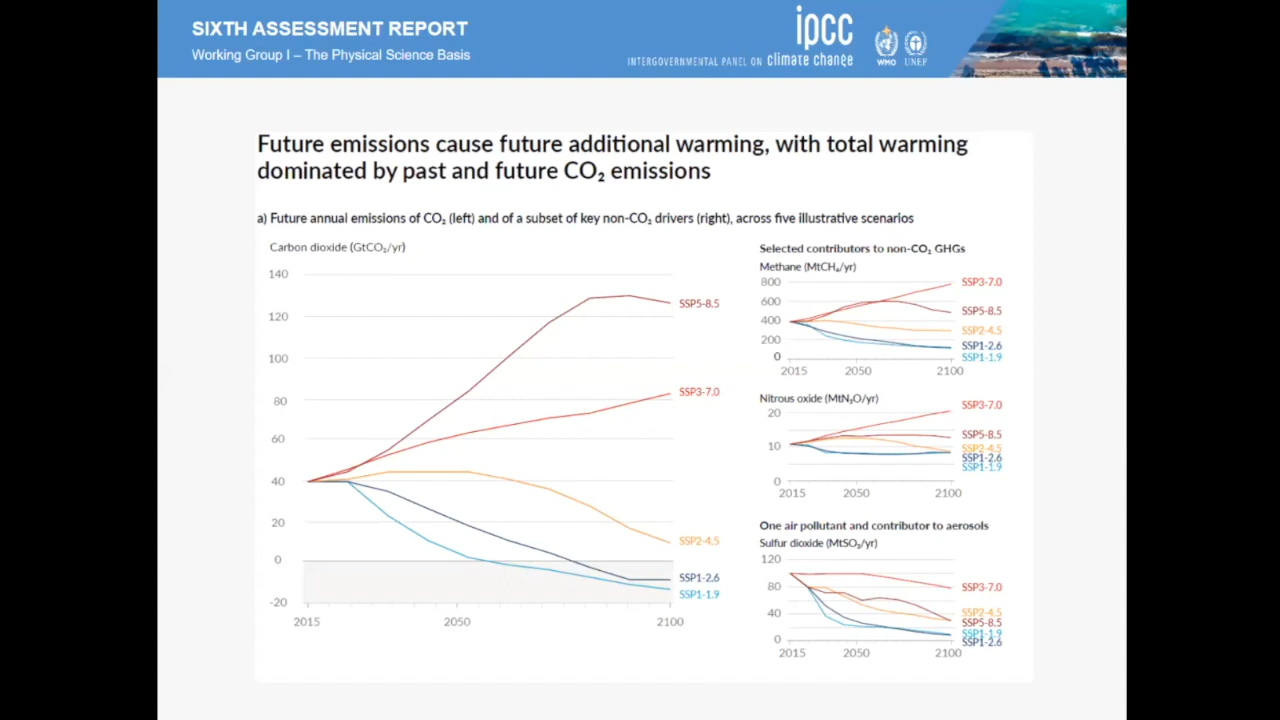 SIXTH ASSESSMENT REPORT
Working Group I – The Physical Science Basis
ipcc
INTERGOVERNMENTAL PANEL ON climate change
WMO
UNEP
Future emissions cause future additional warming, with total warming
dominated by past and future CO₂ emissions
a) Future annual emissions of CO₂ (left) and of a subset of key non-CO₂ drivers (right), across five illustrative scenarios
Carbon dioxide (GtCO₂/yr)
140
120
100
80
60
40
20
0
-20
2015
2050
2100
SSP5-8.5
SSP3-7.0
SSP2-4.5
SSP1-2.6
SSP1-1.9
Selected contributors to non-CO₂ GHGs
Methane (MtCH₄/yr)
800
600
400
200
0
2015
2050
2100
SSP3-7.0
SSP5-8.5
SSP2-4.5
SSP1-2.6
SSP1-1.9
Nitrous oxide (MtN₂O/yr)
20
10
0
2015
2050
2100
SSP3-7.0
SSP5-8.5
SSP2-4.5
SSP1-2.6
SSP1-1.9
One air pollutant and contributor to aerosols
Sulfur dioxide (MtSO₂/yr)
120
80
40
0
2015
2050
2100
SSP3-7.0
SSP2-4.5
SSP5-8.5
SSP1-1.9
SSP1-2.6